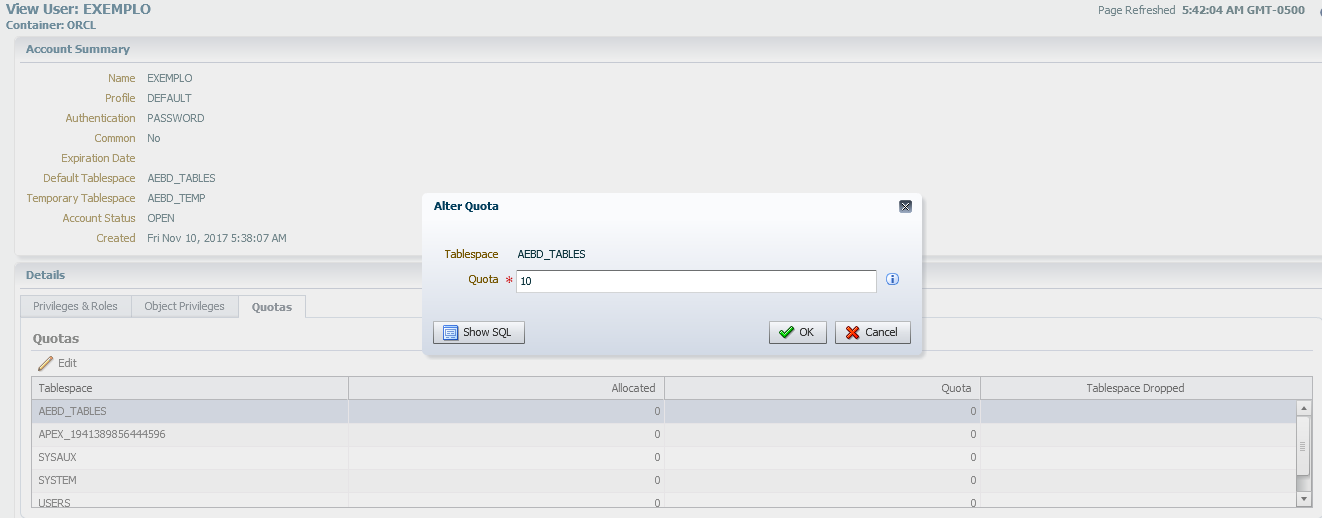 View User: EXEMPLO
Page Refreshed 5:42:04 AM GMT-0500
Container: ORCL
Account Summary
Name EXEMPLO
Profile DEFAULT
Authentication PASSWORD
Common No
Expiration Date
Default Tablespace AEBD_TABLES
Temporary Tablespace AEBD_TEMP
Account Status OPEN
Created Fri Nov 10, 2017 5:38:07 AM
Alter Quota
Tablespace AEBD_TABLES
Quota * 10
Show SQL OK Cancel
Details
Privileges & Roles Object Privileges Quotas
Quotas
Edit
Tablespace Allocated Quota Tablespace Dropped
AEBD_TABLES 0 0
APEX_1941389856444596 0 0
SYSAUX 0 0
SYSTEM 0 0
USERS 0 0